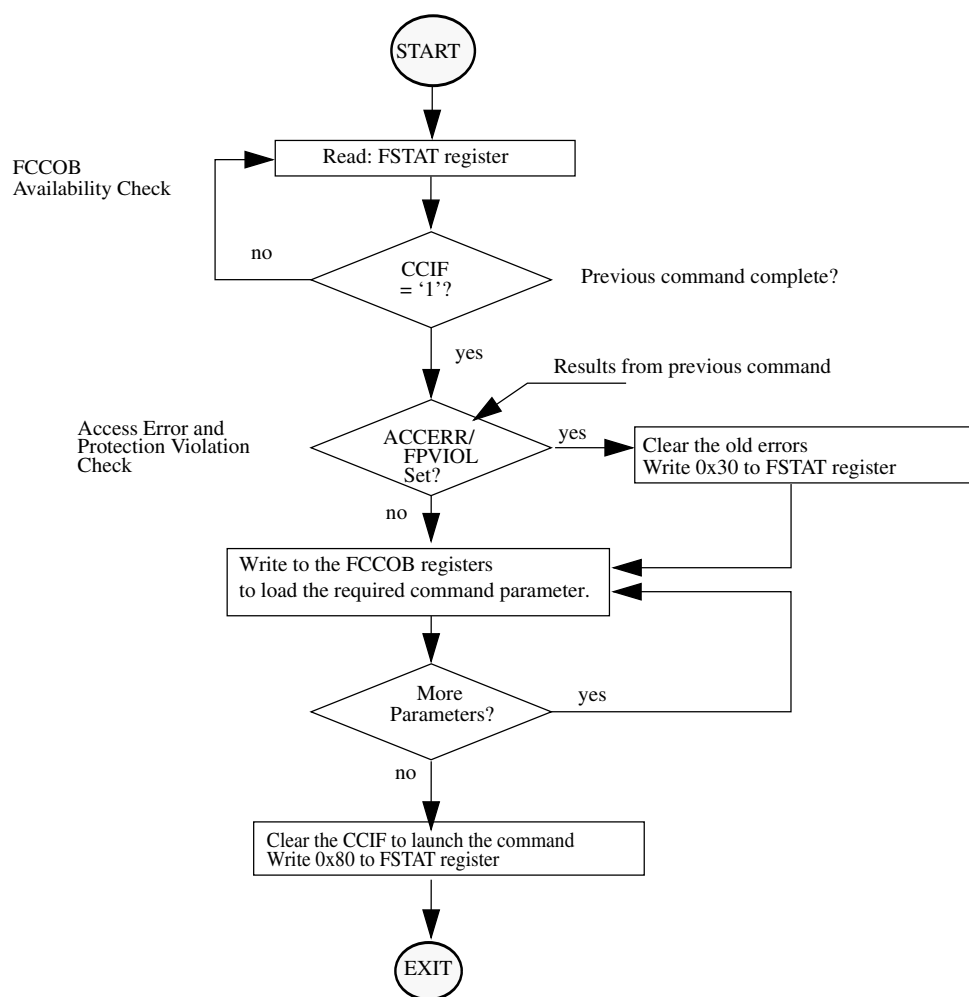 START
Read: FSTAT register
FCCOB
Availability Check
no
CCIF
= ‘1’?
Previous command complete?
yes
Results from previous command
Access Error and
Protection Violation
Check
ACCERR/
FPVIOL
Set?
yes
Clear the old errors
Write 0x30 to FSTAT register
no
Write to the FCCOB registers
to load the required command parameter.
More
Parameters?
yes
no
Clear the CCIF to launch the command
Write 0x80 to FSTAT register
EXIT